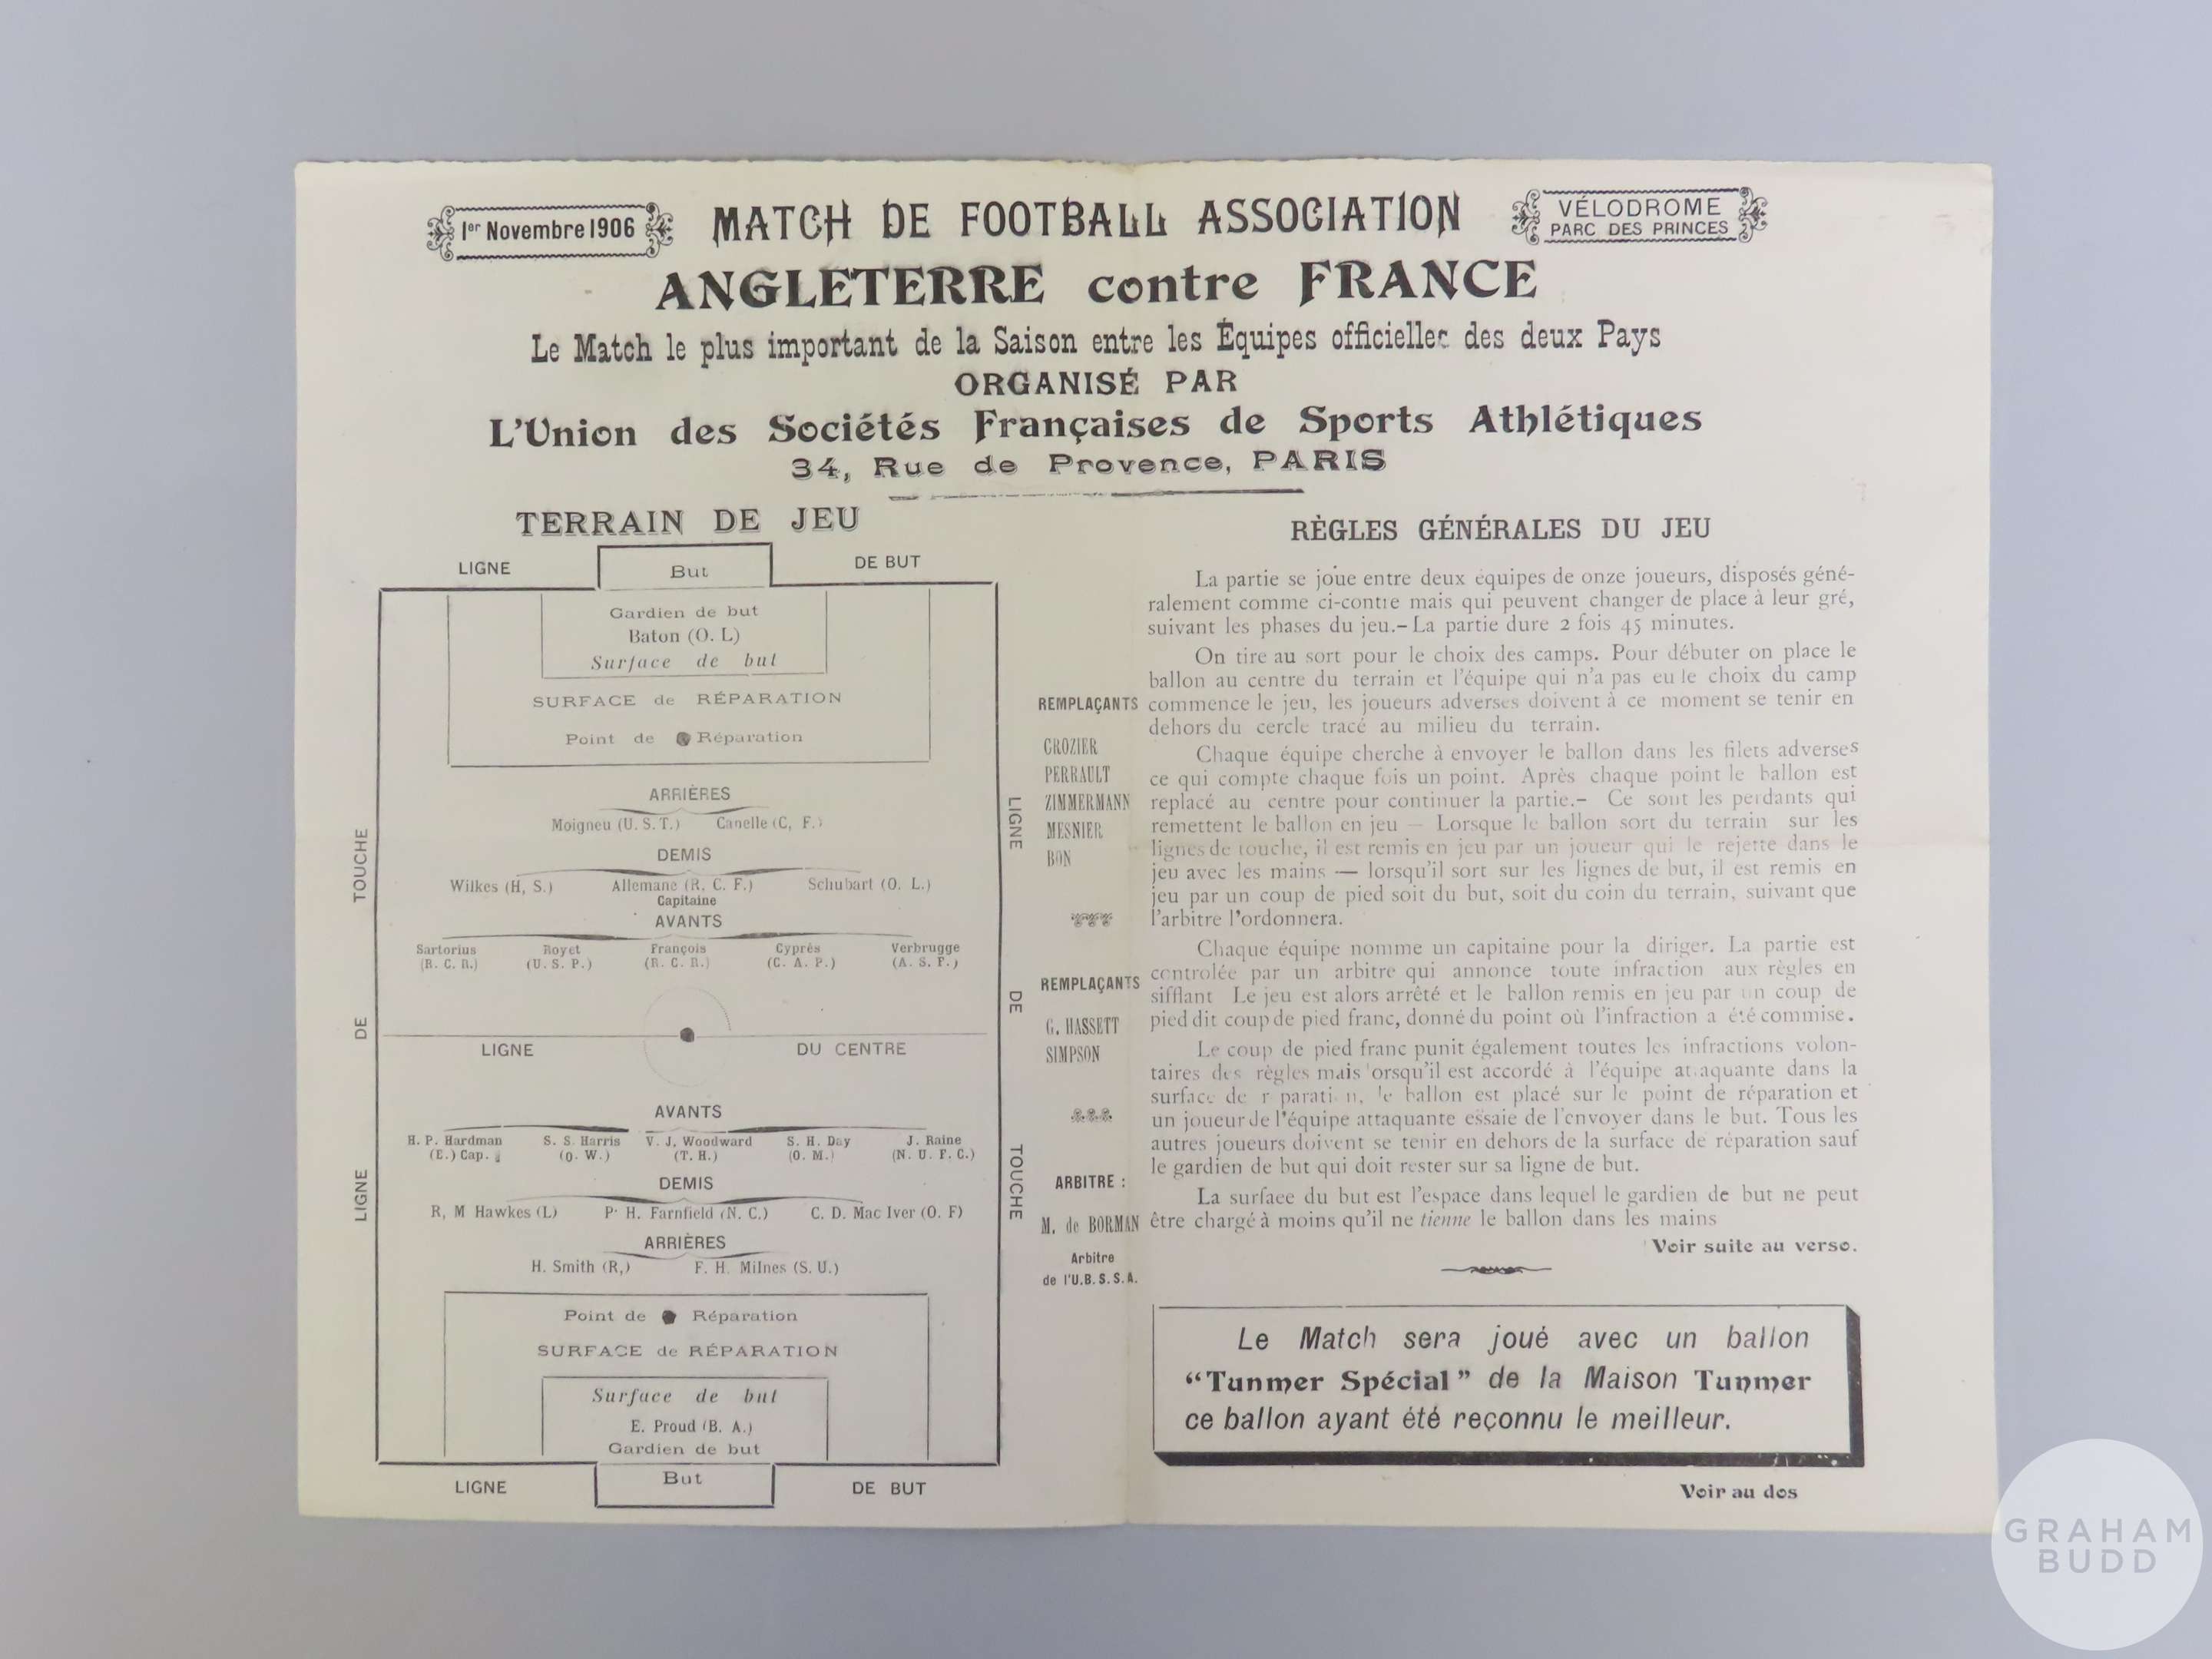 1er Novembre 1906
MATCH DE FOOTBALL ASSOCIATION
VÉLODROME
PARC DES PRINCES
ANGLETERRE contre FRANCE
Le Match le plus important de la Saison entre les Équipes officielles des deux Pays
ORGANISÉ PAR
L'Union des Sociétés Françaises de Sports Athlétiques
34, Rue de Provence, PARIS
TERRAIN DE JEU
LIGNE But DE BUT
Gardien de but
Baton (O. L)
Surface de but
SURFACE de RÉPARATION
Point de Réparation
ARRIÈRES
Moigneu (U. S. T.) Canelle (C, F.)
DEMIS
Wilkes (H, S.) Allemane (R. C. F.) Schubart (O. L.)
Capitaine
AVANTS
Sartorius Royet François Cyprès Verbrugge
(R. C. R.) (U. S. P.) (R. C. R.) (C. A. P.) (A. S. F.)
LIGNE DU CENTRE
AVANTS
H. P. Hardman S. S. Harris V. J, Woodward S. H. Day J. Raine
(E.) Cap. (O. W.) (T. H.) (O. M.) (N. U. F. C.)
DEMIS
R, M Hawkes (L) P. H. Farnfield (N. C.) C. D. Mac Iver (O. F)
ARRIÈRES
H. Smith (R,) F. H. Milnes (S. U.)
Point de Réparation
SURFACE de RÉPARATION
Surface de but
E. Proud (B. A.)
Gardien de but
LIGNE But DE BUT
LIGNE DE TOUCHE
LIGNE DE TOUCHE
REMPLAÇANTS
CROZIER
PERRAULT
ZIMMERMANN
MESNIER
BON
REMPLAÇANTS
G. HASSETT
SIMPSON
ARBITRE :
M. de BORMAN
Arbitre
de l'U.B.S.S.A.
RÈGLES GÉNÉRALES DU JEU
La partie se joue entre deux équipes de onze joueurs, disposés géné-
ralement comme ci-contre mais qui peuvent changer de place à leur gré,
suivant les phases du jeu.– La partie dure 2 fois 45 minutes.
On tire au sort pour le choix des camps. Pour débuter on place le
ballon au centre du terrain et l'équipe qui n'a pas eu le choix du camp
commence le jeu, les joueurs adverses doivent à ce moment se tenir en
dehors du cercle tracé au milieu du terrain.
Chaque équipe cherche à envoyer le ballon dans les filets adverses
ce qui compte chaque fois un point. Après chaque point le ballon est
replacé au centre pour continuer la partie.– Ce sont les perdants qui
remettent le ballon en jeu — Lorsque le ballon sort du terrain sur les
lignes de touche, il est remis en jeu par un joueur qui le rejette dans le
jeu avec les mains — lorsqu'il sort sur les lignes de but, il est remis en
jeu par un coup de pied soit du but, soit du coin du terrain, suivant que
l'arbitre l'ordonnera.
Chaque équipe nomme un capitaine pour la diriger. La partie est
controlée par un arbitre qui annonce toute infraction aux règles en
sifflant Le jeu est alors arrêté et le ballon remis en jeu par un coup de
pied dit coup de pied franc, donné du point où l'infraction a été commise.
Le coup de pied franc punit également toutes les infractions volon-
taires des règles mais lorsqu'il est accordé à l'équipe attaquante dans la
surface de réparation, le ballon est placé sur le point de réparation et
un joueur de l'équipe attaquante essaie de l'envoyer dans le but. Tous les
autres joueurs doivent se tenir en dehors de la surface de réparation sauf
le gardien de but qui doit rester sur sa ligne de but.
La surface du but est l'espace dans lequel le gardien de but ne peut
être chargé à moins qu'il ne tienne le ballon dans les mains
Voir suite au verso.
Le Match sera joué avec un ballon
"Tunmer Spécial" de la Maison Tunmer
ce ballon ayant été reçonnu le meilleur.
Voir au dos
GRAHAM
BUDD